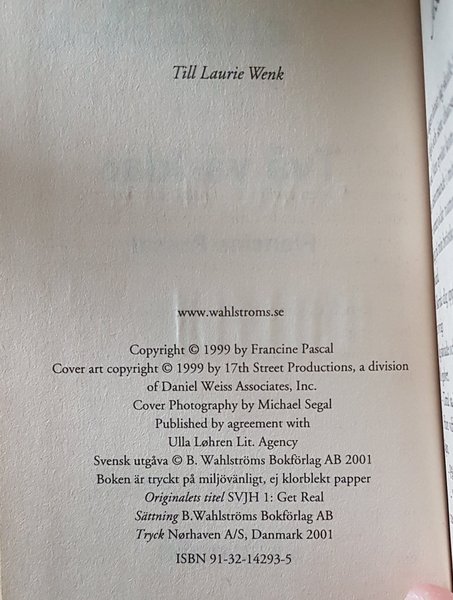 Till Laurie Wenk
www.wahlstroms.se
Copyright © 1999 by Francine Pascal
Cover art copyright © 1999 by 17th Street Productions, a division
of Daniel Weiss Associates, Inc.
Cover Photography by Michael Segal
Published by agreement with
Ulla Løhren Lit. Agency
Svensk utgåva © B. Wahlströms Bokförlag AB 2001
Boken är tryckt på miljövänligt, ej klorblekt papper
Originalets titel SVJH 1: Get Real
Sättning B.Wahlströms Bokförlag AB
Tryck Nørhaven A/S, Danmark 2001
ISBN 91-32-14293-5